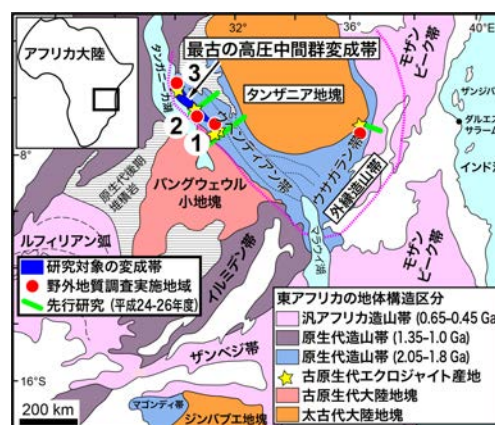 アフリカ大陸
32
36
40°E
最古の高圧中間群変成帯
タンガニーカ湖
3
2
1
タンザニア地塊
モザンビーク帯
ザンジバ
ダルエスサラーム
インド
8°
ウベンディアン帯
ウサガラン帯
外縁造山帯
原生代後期堆積岩
バングウェウル小地塊
マラウイ湖
ルフィリアン弧
イルミデン帯
モザンビーク帯
研究対象の変成帯
野外地質調査実施地域
先行研究（平成24-26年度）
ザンベジ帯
16°S
200 km
マゴンディ帯
ジンバブエ地塊
東アフリカの地体構造区分
汎アフリカ造山帯 (0.65–0.45 Ga)
原生代造山帯 (1.35–1.0 Ga)
原生代造山帯 (2.05–1.8 Ga)
古原生代エクロジャイト産地
古原生代大陸地塊
太古代大陸地塊